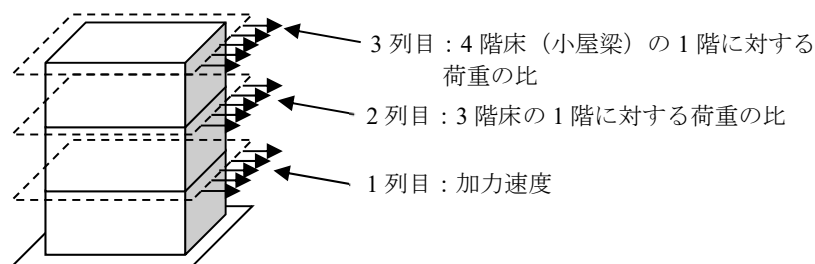 3 列目：4 階床（小屋梁）の 1 階に対する
荷重の比
2 列目：3 階床の 1 階に対する荷重の比
1 列目：加力速度